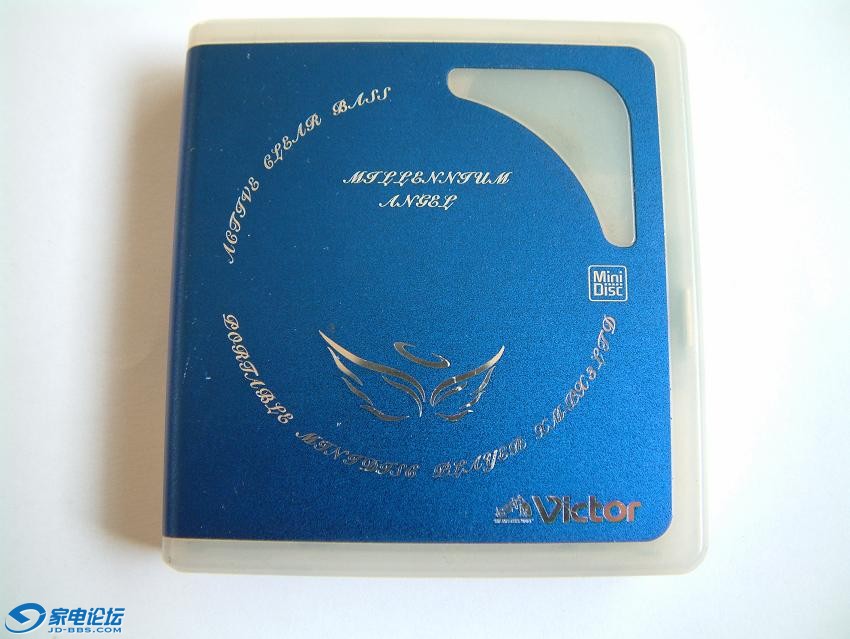 ACTIVE CLEAR BASS
MILLENNIUM
ANGEL
Mini
Disc
PORTABLE MINIDISC PLAYER XM-PX3LTD
Victor
家电论坛
JD-BBS.COM